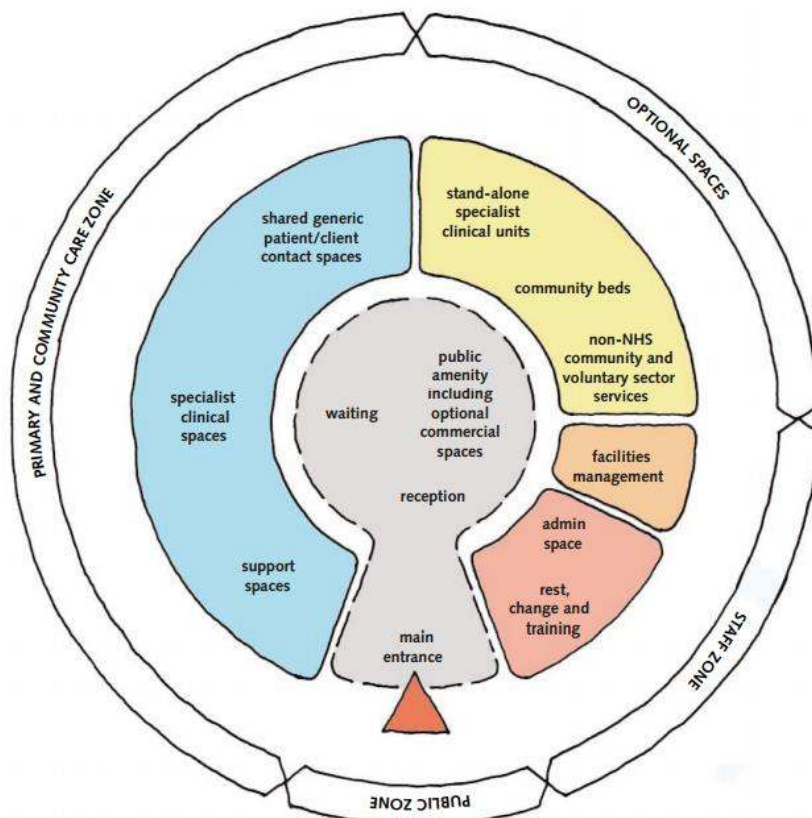 OPTIONAL SPACES
PRIMARY AND COMMUNITY CARE ZONE
shared generic
patient/client
contact spaces
specialist
clinical
spaces
support
spaces
stand-alone
specialist
clinical units
community beds
non-NHS
community and
voluntary sector
services
waiting
public
amenity
including
optional
commercial
spaces
reception
main
entrance
facilities
management
admin
space
rest,
change and
training
STAFF ZONE
PUBLIC ZONE